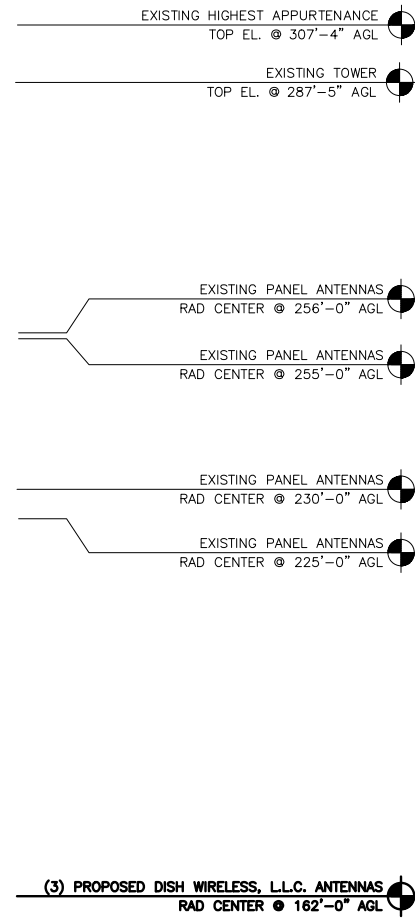 EXISTING HIGHEST APPURTENANCE
TOP EL. @ 307'-4" AGL
EXISTING TOWER
TOP EL. @ 287'-5" AGL
EXISTING PANEL ANTENNAS
RAD CENTER @ 256'-0" AGL
EXISTING PANEL ANTENNAS
RAD CENTER @ 255'-0" AGL
EXISTING PANEL ANTENNAS
RAD CENTER @ 230'-0" AGL
EXISTING PANEL ANTENNAS
RAD CENTER @ 225'-0" AGL
(3) PROPOSED DISH WIRELESS, L.L.C. ANTENNAS
RAD CENTER @ 162'-0" AGL